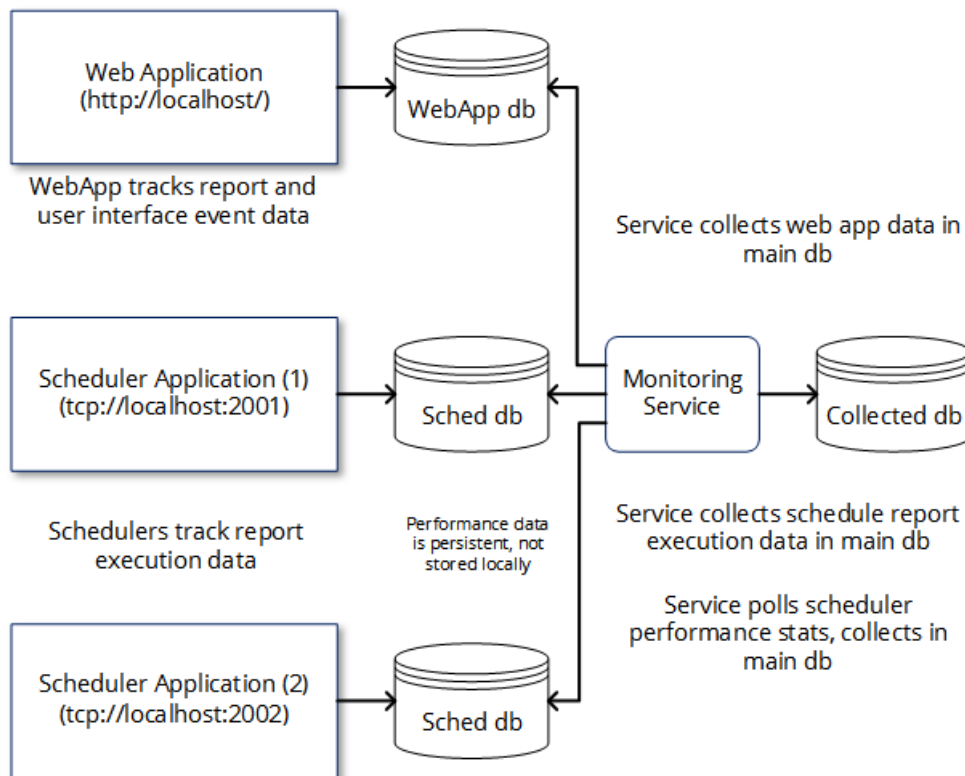 Web Application
(http://localhost/)
WebApp db
WebApp tracks report and
user interface event data
Service collects web app data in
main db
Scheduler Application (1)
(tcp://localhost:2001)
Sched db
Monitoring
Service
Collected db
Schedulers track report
execution data
Performance data
is persistent, not
stored locally
Service collects schedule report
execution data in main db
Service polls scheduler
performance stats, collects in
main db
Scheduler Application (2)
(tcp://localhost:2002)
Sched db